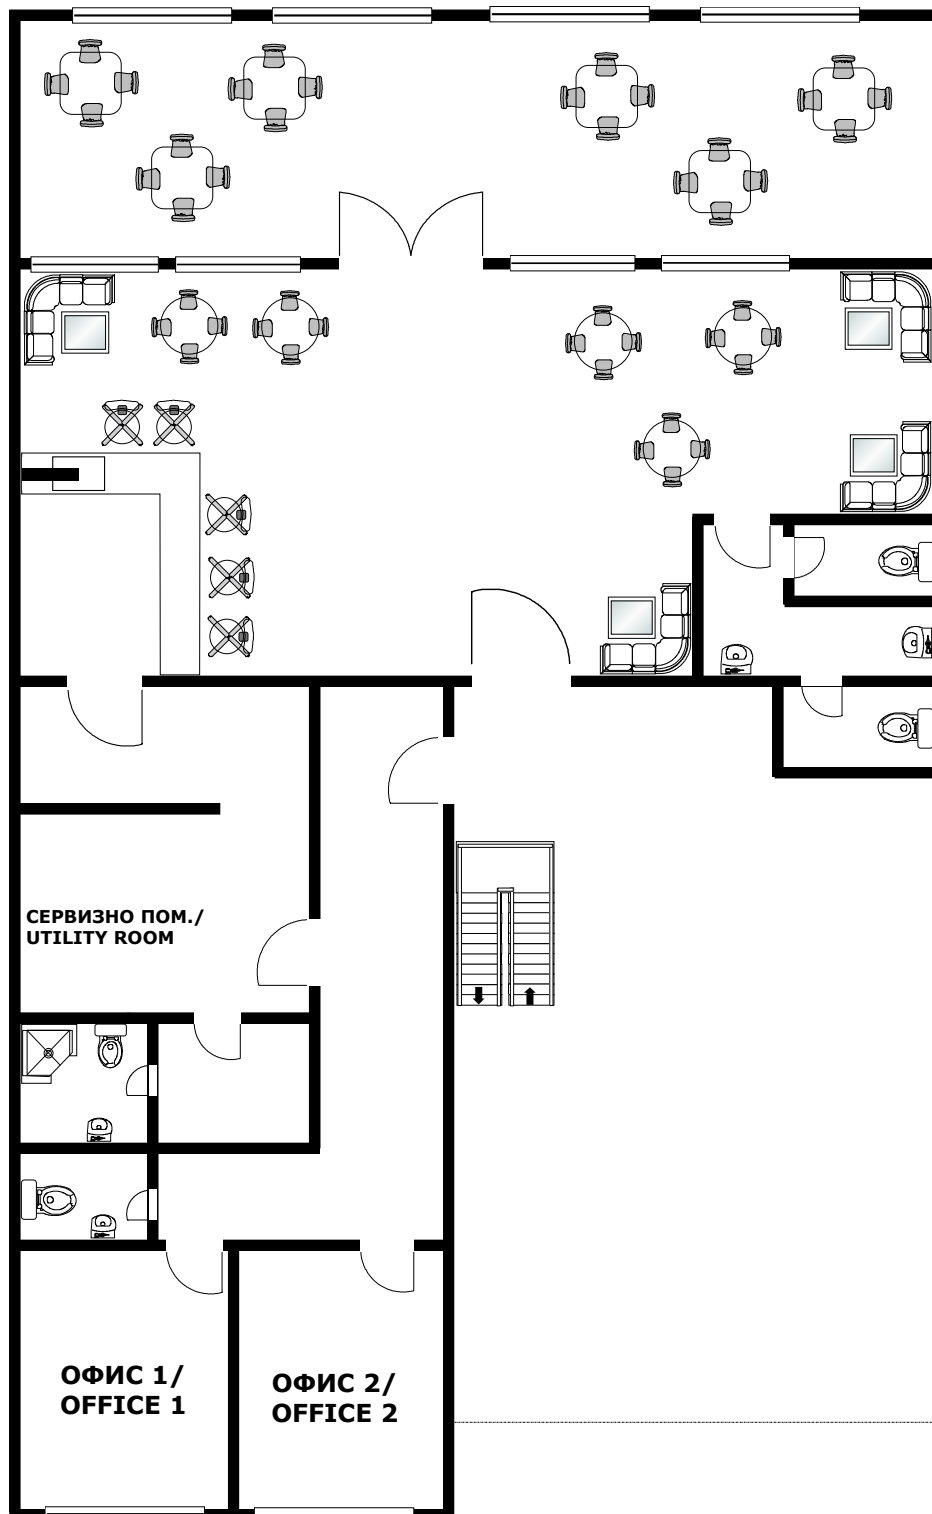 СЕРВИЗНО ПОМ./
UTILITY ROOM
ОФИС 1/
OFFICE 1
ОФИС 2/
OFFICE 2